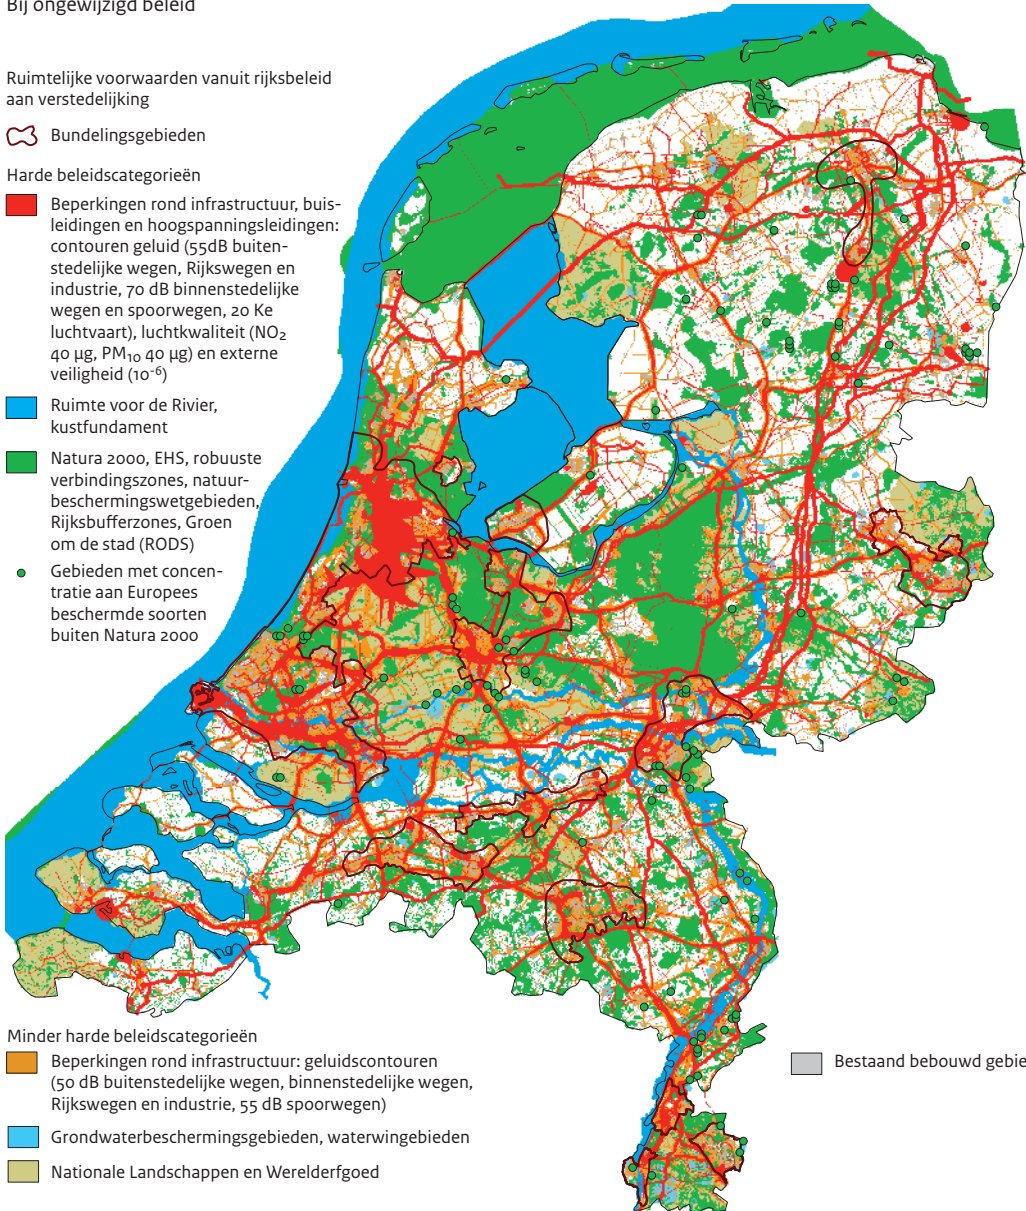 Bij ongewijzigd beleid
Ruimtelijke voorwaarden vanuit rijksbeleid
aan verstedelijking
Bundelingsgebieden
Harde beleidscategorieën
Beperkingen rond infrastructuur, buis-
leidingen en hoogspanningsleidingen:
contouren geluid (55dB buiten-
stedelijke wegen, Rijkswegen en
industrie, 70 dB binnenstedelijke
wegen en spoorwegen, 20 Ke
luchtvaart), luchtkwaliteit (NO₂
40 µg, PM₁₀ 40 µg) en externe
veiligheid (10⁻⁶)
Ruimte voor de Rivier,
kustfundament
Natura 2000, EHS, robuuste
verbindingszones, natuur-
beschermingswetgebieden,
Rijksbufferzones, Groen
om de stad (RODS)
Gebieden met concen-
tratie aan Europees
beschermde soorten
buiten Natura 2000
Minder harde beleidscategorieën
Beperkingen rond infrastructuur: geluidscontouren
(50 dB buitenstedelijke wegen, binnenstedelijke wegen,
Rijkswegen en industrie, 55 dB spoorwegen)
Grondwaterbeschermingsgebieden, waterwingebieden
Nationale Landschappen en Werelderfgoed
Bestaand bebouwd gebie